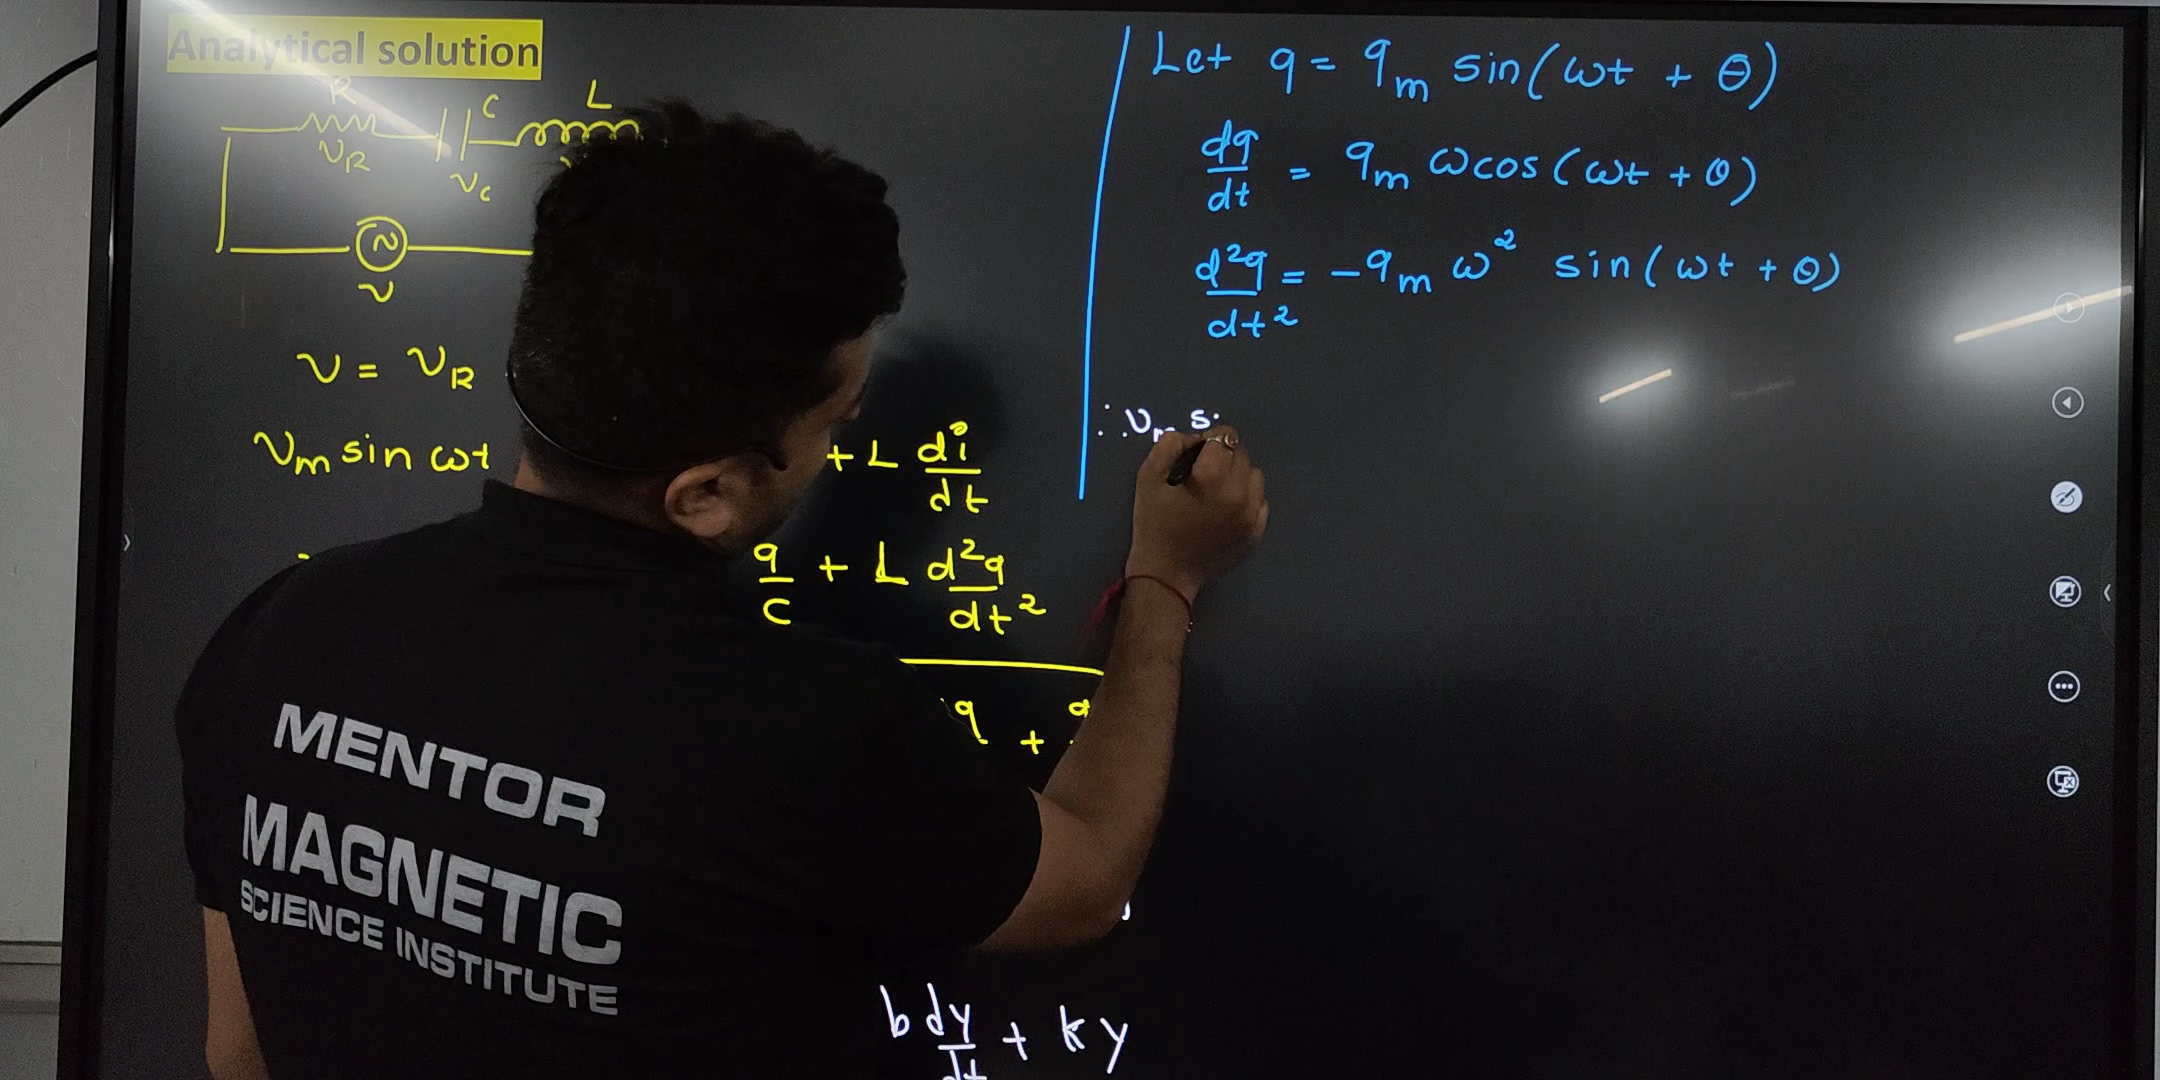 Analytical solution
R C L
v_R v_c
v
v = v_R
v_m sin ωt + L di/dt
q/c + L d²q/dt²
q +
b dy/dt + k y
Let q = q_m sin(ωt + θ)
dq/dt = q_m ω cos(ωt + θ)
d²q/dt² = -q_m ω² sin(ωt + θ)
∴ v_m s
MENTOR
MAGNETIC
SCIENCE INSTITUTE